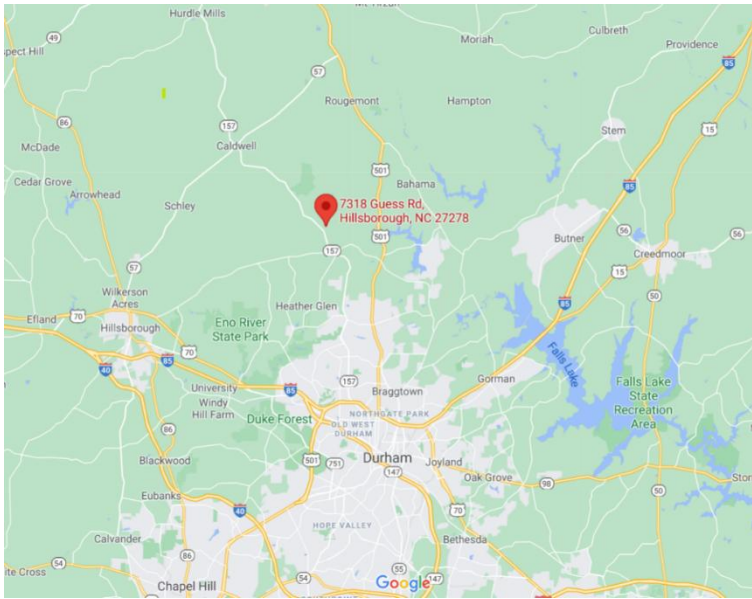 Hurdle Mills
Moriah
Culbreth
Providence
49
85
57
86
Rougemont
Hampton
15
157
Stem
McDade
Caldwell
501
85
Cedar Grove
Arrowhead
Bahama
Schley
7318 Guess Rd,
Hillsborough, NC 27278
501
56
56
Butner
157
Creedmoor
57
15
Wilkerson
Acres
50
85
Efland
70
Heather Glen
Hillsborough
Eno River
State Park
70
40
85
Falls Lake
Gorman
University
85
157
Braggtown
Falls Lake
State
Recreation
Area
Windy
Hill Farm
NORTHGATE PARK
Duke Forest
OLD WEST
DURHAM
86
Durham
Blackwood
501
751
Joyland
147
Oak Grove
98
50
Eubanks
40
70
HOPE VALLEY
Calvander
Bethesda
86
54
55
54
Chapel Hill
54
Google
147